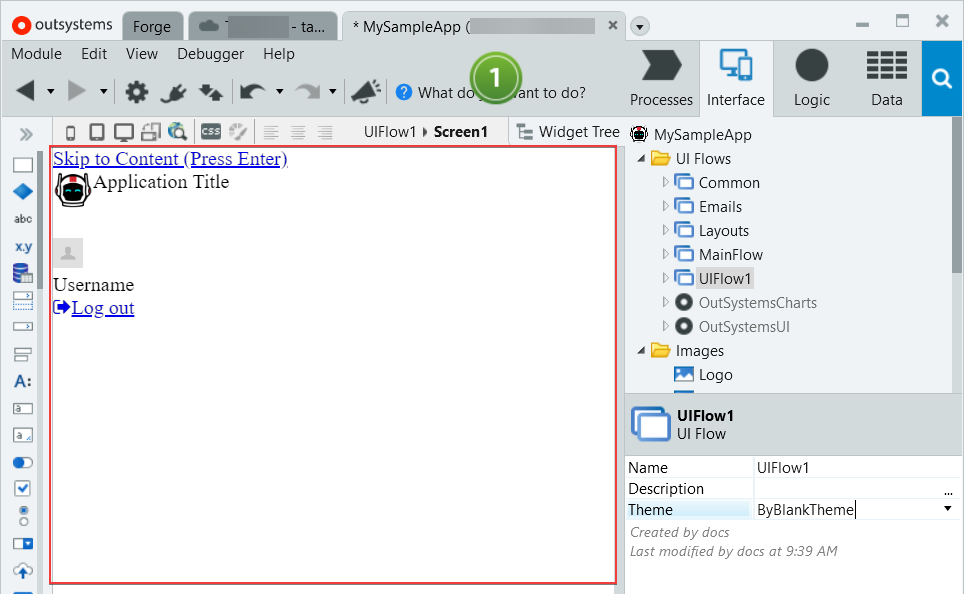 outsystems
Forge
- ta...
* MySampleApp (
Module Edit View Debugger Help
1
What do want to do?
Processes
Interface
Logic
Data
CSS
UIFlow1 Screen1
Widget Tree
MySampleApp
Skip to Content (Press Enter)
Application Title
Username
Log out
abc
x.y
A:
a
a
UI Flows
Common
Emails
Layouts
MainFlow
UIFlow1
OutSystemsCharts
OutSystemsUI
Images
Logo
UIFlow1
UI Flow
Name UIFlow1
Description ...
Theme ByBlankTheme
Created by docs
Last modified by docs at 9:39 AM